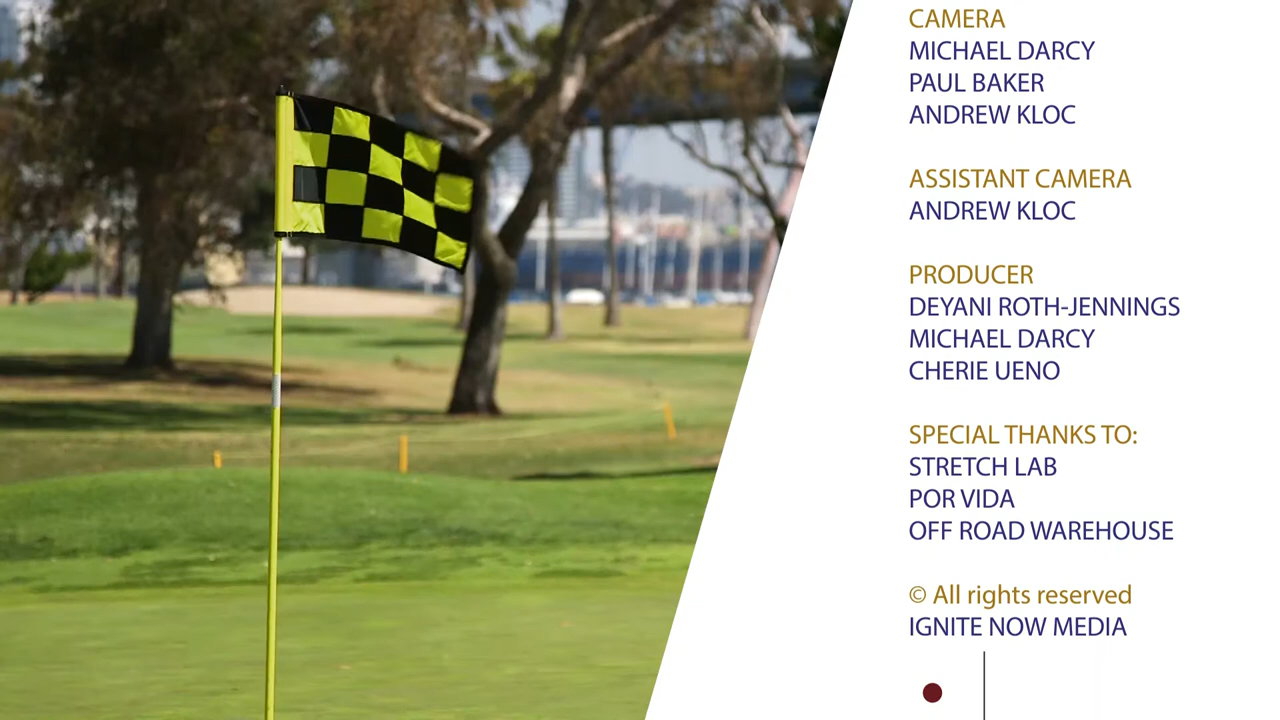 CAMERA
MICHAEL DARCY
PAUL BAKER
ANDREW KLOC
ASSISTANT CAMERA
ANDREW KLOC
PRODUCER
DEYANI ROTH-JENNINGS
MICHAEL DARCY
CHERIE UENO
SPECIAL THANKS TO:
STRETCH LAB
POR VIDA
OFF ROAD WAREHOUSE
© All rights reserved
IGNITE NOW MEDIA